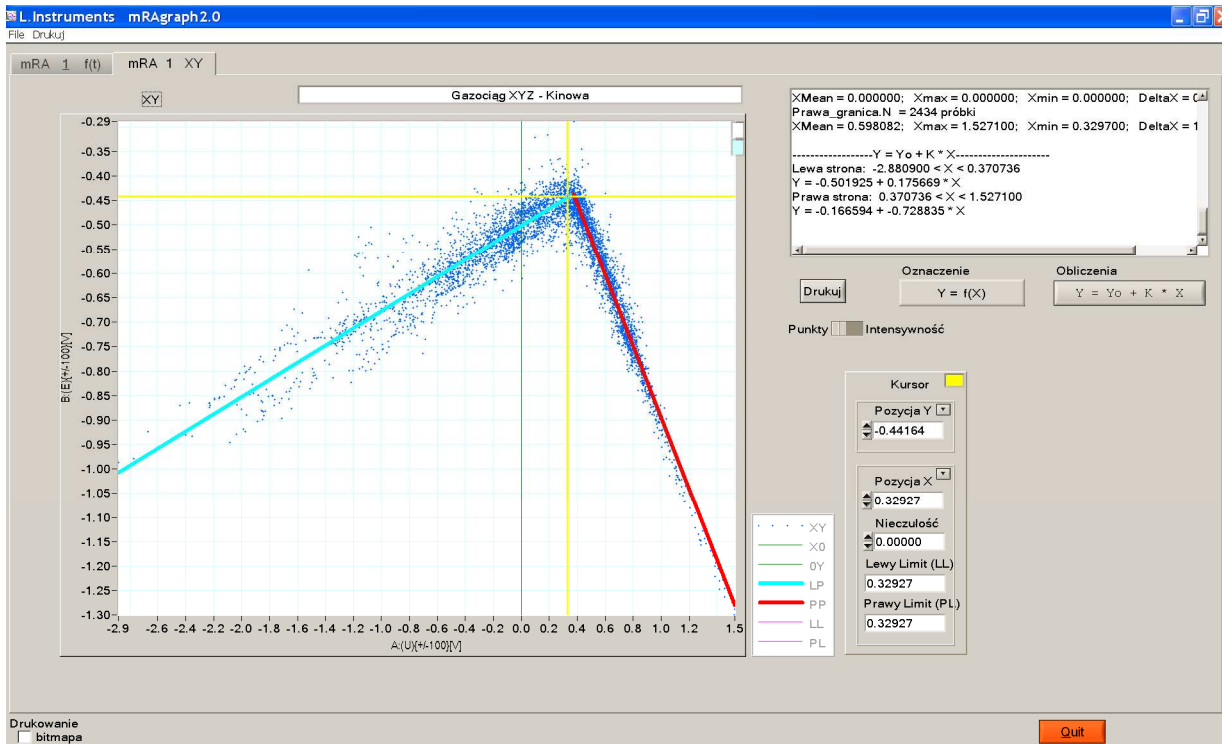 L.Instruments mRAgraph2.0
File Drukuj
mRA 1 f(t) mRA 1 XY
XY
Gazociąg XYZ - Kinowa
-0.29
-0.35
-0.40
-0.45
-0.50
-0.55
-0.60
-0.65
-0.70
-0.75
-0.80
-0.85
-0.90
-0.95
-1.00
-1.05
-1.10
-1.15
-1.20
-1.25
-1.30
B:(E){+/-100}[V]
-2.9 -2.6 -2.4 -2.2 -2.0 -1.8 -1.6 -1.4 -1.2 -1.0 -0.8 -0.6 -0.4 -0.2 0.0 0.2 0.4 0.6 0.8 1.0 1.2 1.5
A:(U){+/-100}[V]
XMean = 0.000000; Xmax = 0.000000; Xmin = 0.000000; DeltaX = 0
Prawa_granica.N = 2434 próbki
XMean = 0.598082; Xmax = 1.527100; Xmin = 0.329700; DeltaX = 1
------------------Y = Yo + K * X---------------------
Lewa strona: -2.880900 < X < 0.370736
Y = -0.501925 + 0.175669 * X
Prawa strona: 0.370736 < X < 1.527100
Y = -0.166594 + -0.728835 * X
Oznaczenie Obliczenia
Drukuj Y = f(X) Y = Yo + K * X
Punkty Intensywność
Kursor
Pozycja Y
-0.44164
Pozycja X
0.32927
Nieczułość
0.00000
Lewy Limit (LL)
0.32927
Prawy Limit (PL)
0.32927
XY
X0
0Y
LP
PP
LL
PL
Drukowanie
bitmapa
Quit